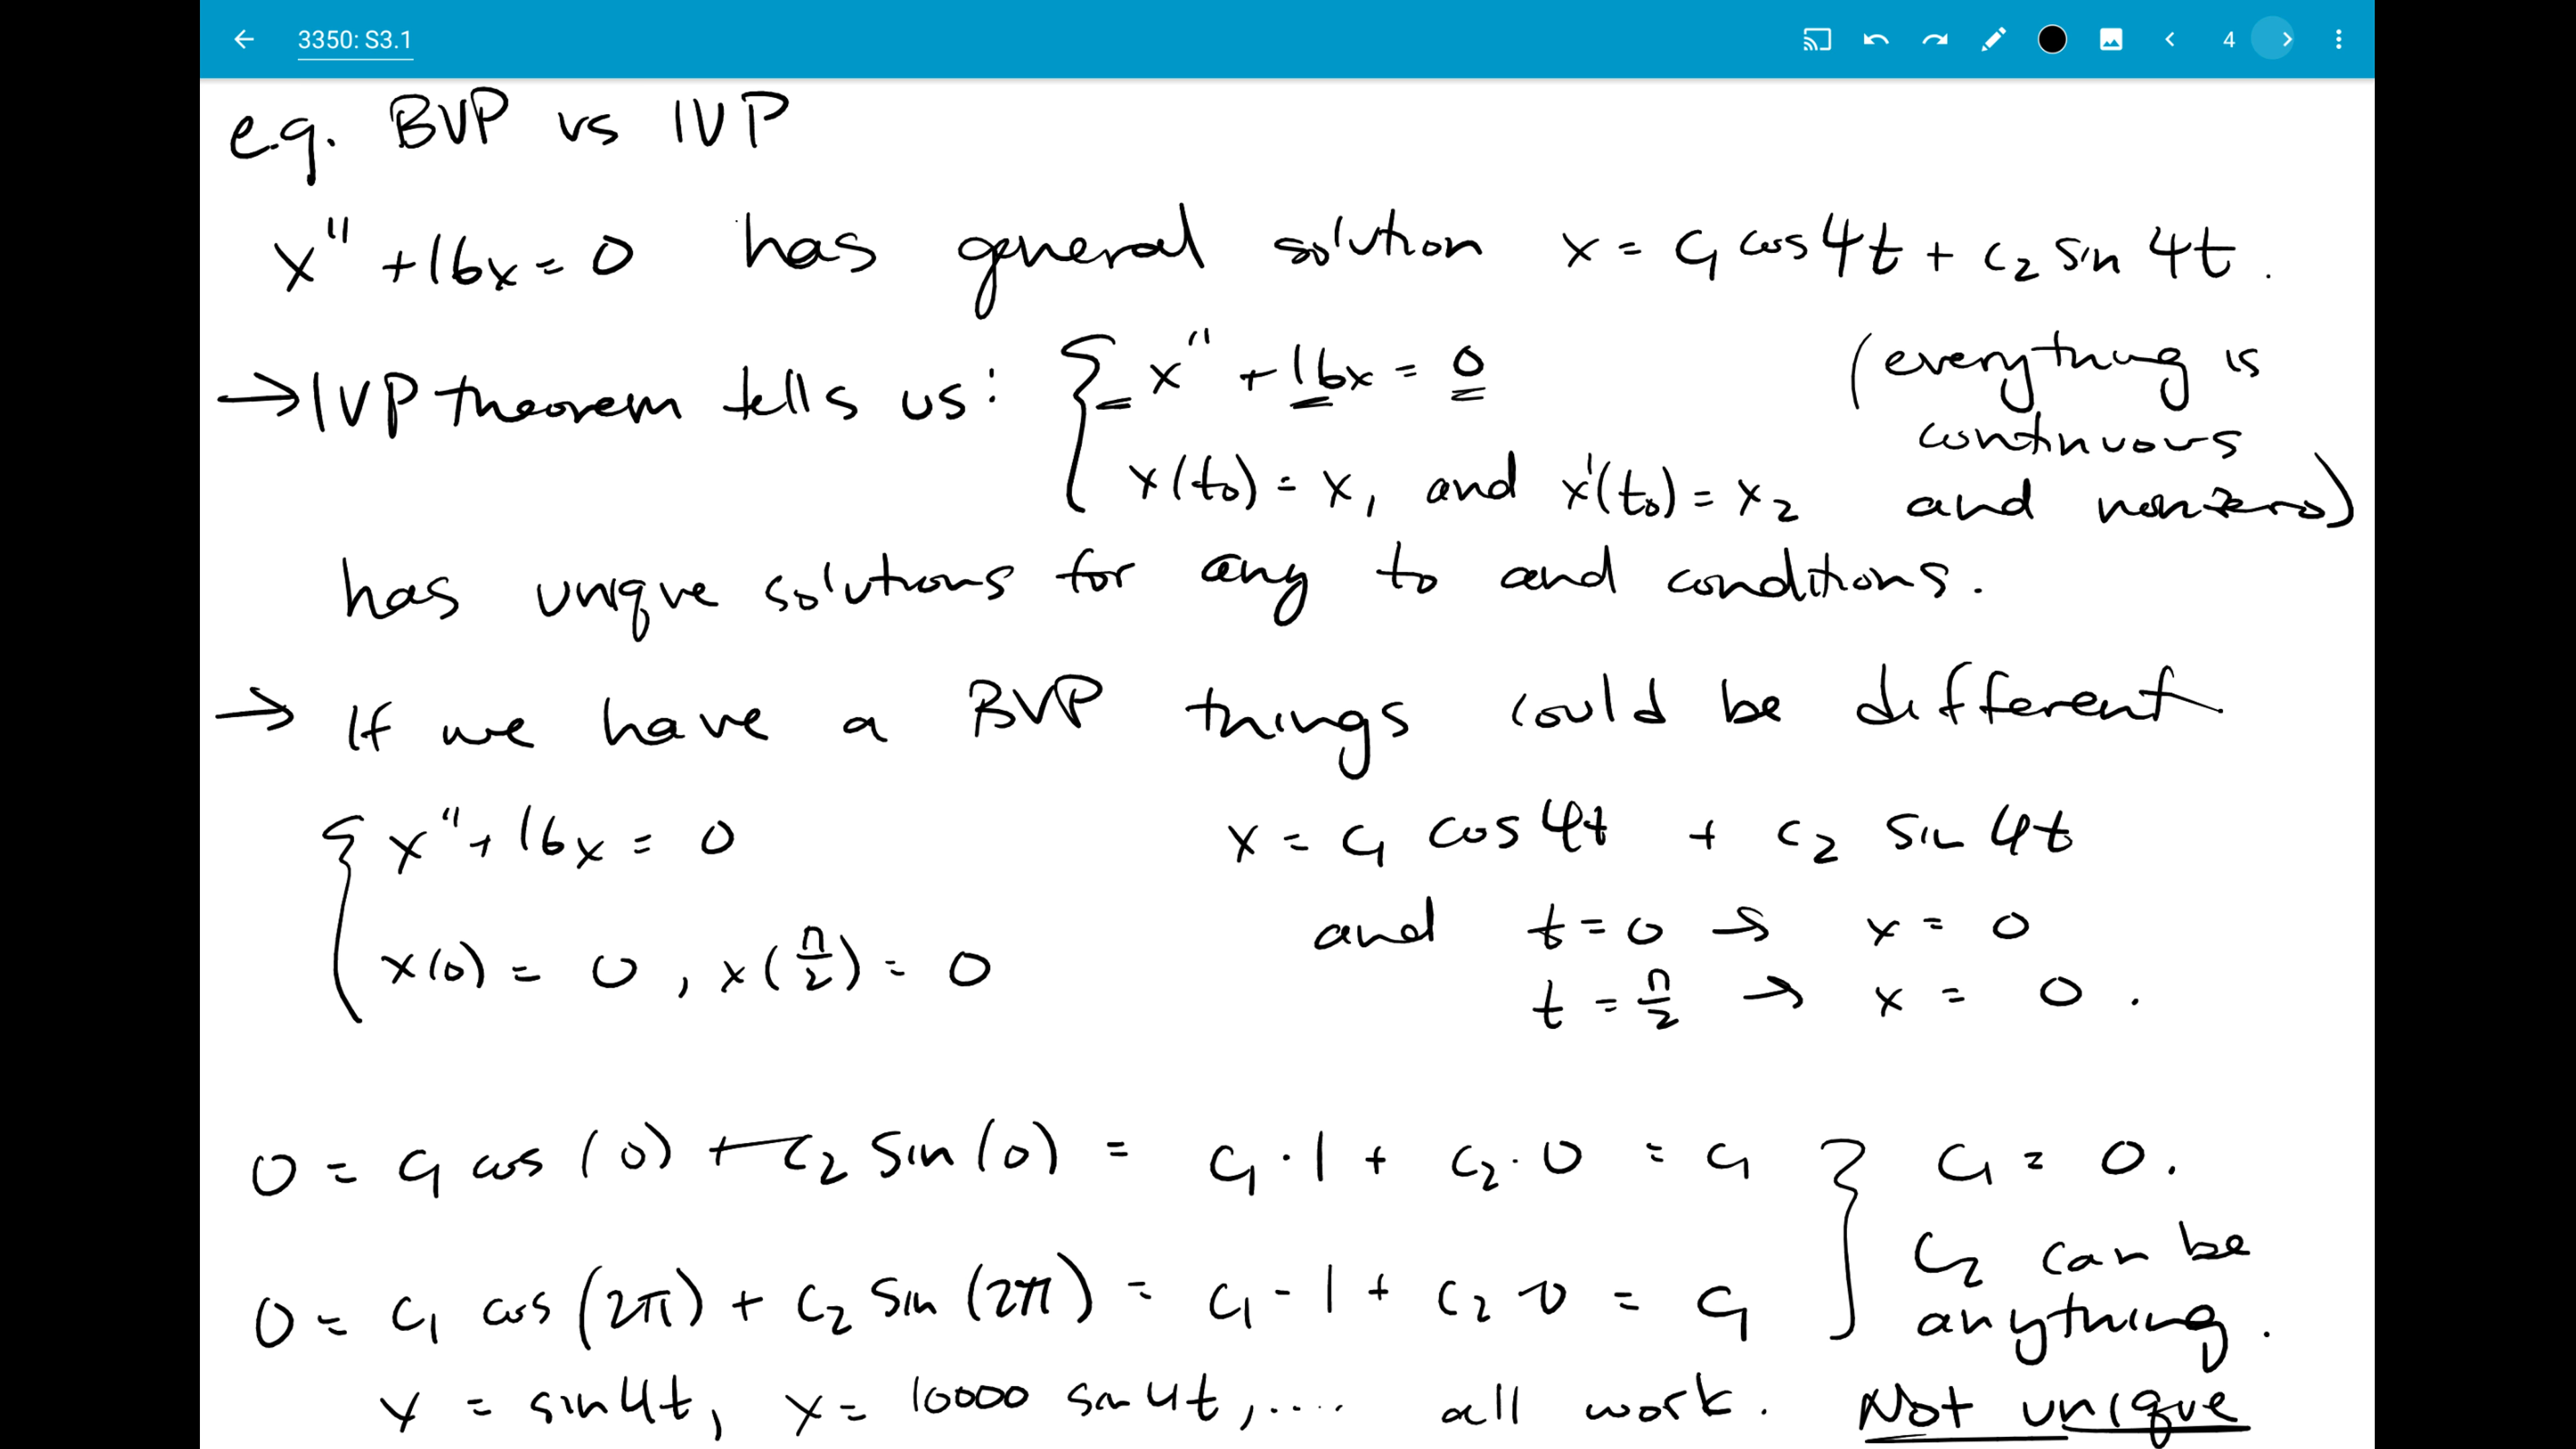 3350: S3.1
4
e.g. BVP vs IVP
x'' + 16x = 0 has general solution x = c₁ cos 4t + c₂ sin 4t .
→ IVP theorem tells us: { x'' + 16x = 0 (everything is
continuous
x(t₀) = x₁ and x'(t₀) = x₂ and nonzero)
has unique solutions for any t₀ and conditions.
→ If we have a BVP things could be different.
{ x'' + 16x = 0 x = c₁ cos 4t + c₂ sin 4t
and t = 0 → x = 0
x(0) = 0 , x(π/2) = 0 t = π/2 → x = 0 .
0 = c₁ cos (0) + c₂ sin (0) = c₁ · 1 + c₂ · 0 = c₁ } c₁ = 0 .
c₂ can be
0 = c₁ cos (2π) + c₂ sin (2π) = c₁ · 1 + c₂ · 0 = c₁ anything .
x = sin 4t , x = 10000 sin 4t , .... all work . Not unique